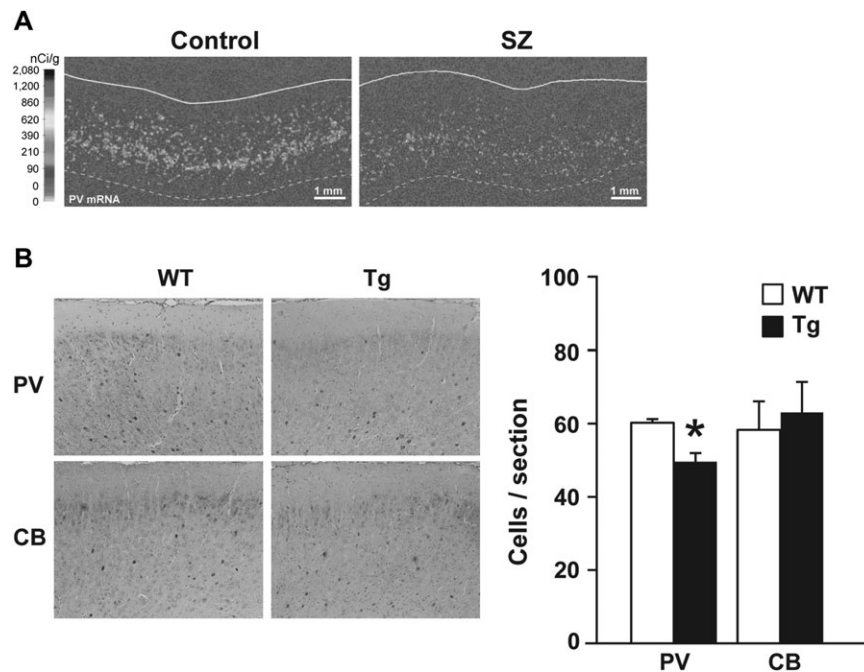 A
Control
SZ
nCi/g
2,080
1,200
860
620
390
210
90
0
0
PV mRNA
1 mm
1 mm
B
WT
Tg
PV
CB
100
80
60
40
20
0
Cells / section
WT
Tg
*
PV
CB